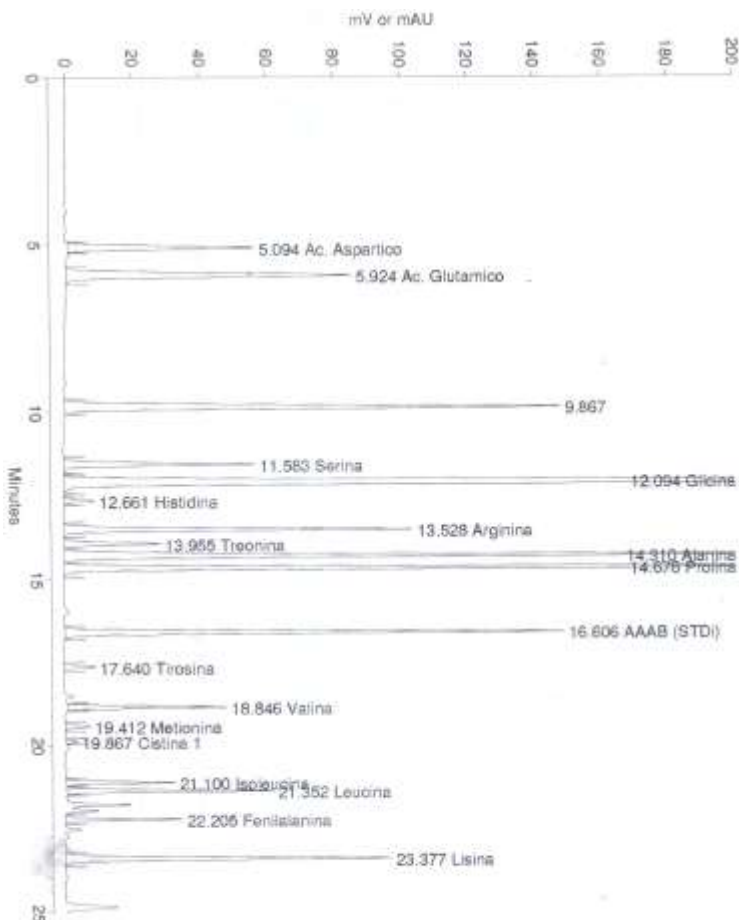 mV or mAU
0
20
40
60
80
100
120
140
160
180
200
0
5
10
15
20
25
Minutes
5.094 Ac. Aspartico
5.924 Ac. Glutamico
9.867
11.583 Serina
12.094 Glicina
12.661 Histidina
13.528 Arginina
13.955 Treonina
14.310 Alanina
14.676 Prolina
16.606 AAAB (STDi)
17.640 Tirosina
18.846 Valina
19.412 Metionina
19.867 Cistina 1
21.100 Isoleucina
21.352 Leucina
22.205 Fenilalanina
23.377 Lisina